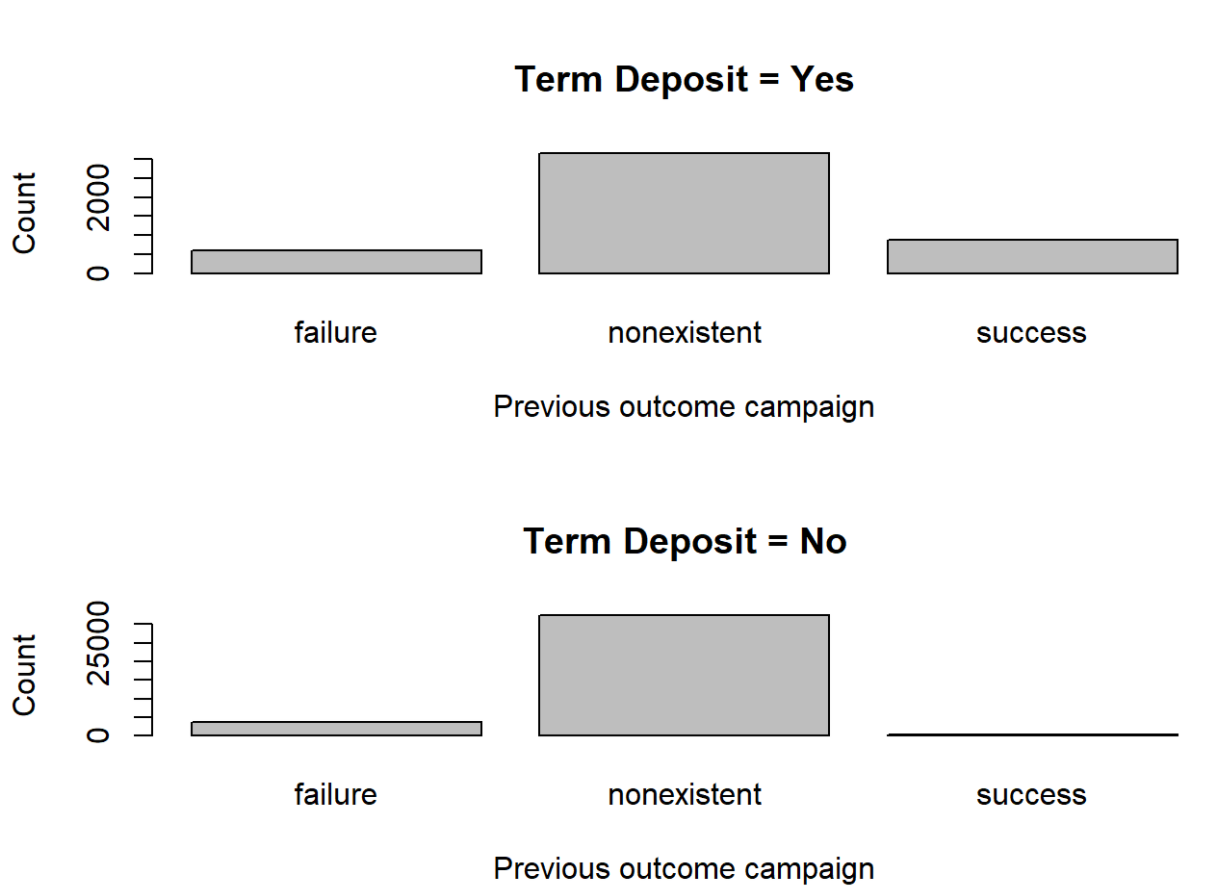 Term Deposit = Yes
Count
2000
0
failure nonexistent success
Previous outcome campaign
Term Deposit = No
Count
25000
0
failure nonexistent success
Previous outcome campaign